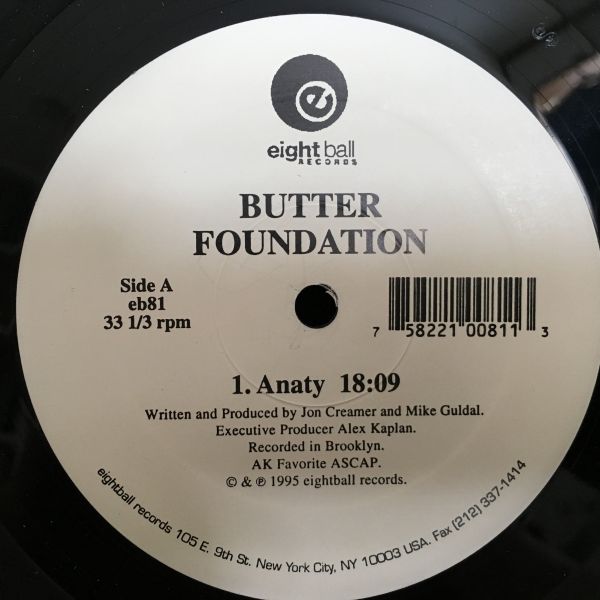 e
eight ball
RECORDS
BUTTER
FOUNDATION
Side A
eb81
33 1/3 rpm
7 58221 00811 3
1. Anaty 18:09
Written and Produced by Jon Creamer and Mike Guldal.
Executive Producer Alex Kaplan.
Recorded in Brooklyn.
AK Favorite ASCAP.
© & ℗ 1995 eightball records.
eightball records 105 E. 9th St. New York City, NY 10003 USA. Fax (212) 337-1414